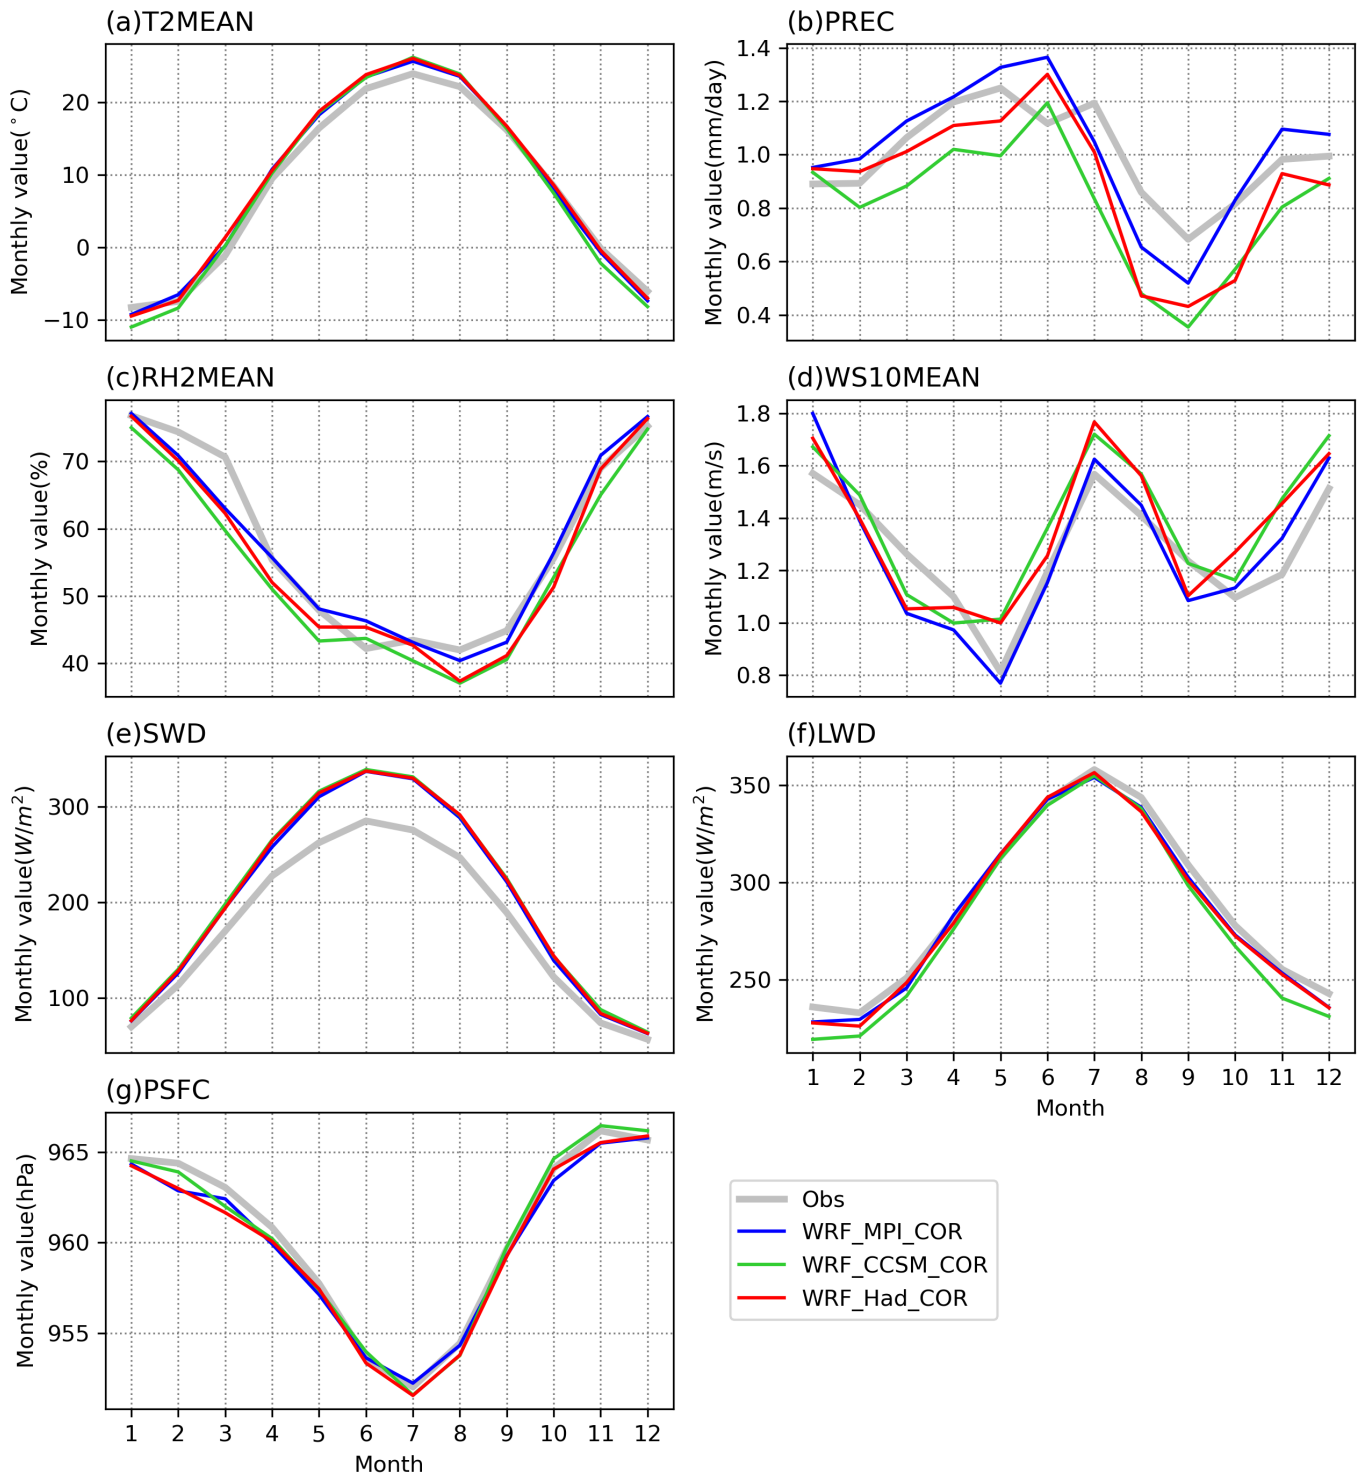 (a)T2MEAN
Monthly value(°C)
20
10
0
−10
(b)PREC
Monthly value(mm/day)
1.4
1.2
1.0
0.8
0.6
0.4
(c)RH2MEAN
Monthly value(%)
70
60
50
40
(d)WS10MEAN
Monthly value(m/s)
1.8
1.6
1.4
1.2
1.0
0.8
(e)SWD
Monthly value(W/m²)
300
200
100
(f)LWD
Monthly value(W/m²)
350
300
250
1 2 3 4 5 6 7 8 9 10 11 12
Month
(g)PSFC
Monthly value(hPa)
965
960
955
1 2 3 4 5 6 7 8 9 10 11 12
Month
Obs
WRF_MPI_COR
WRF_CCSM_COR
WRF_Had_COR